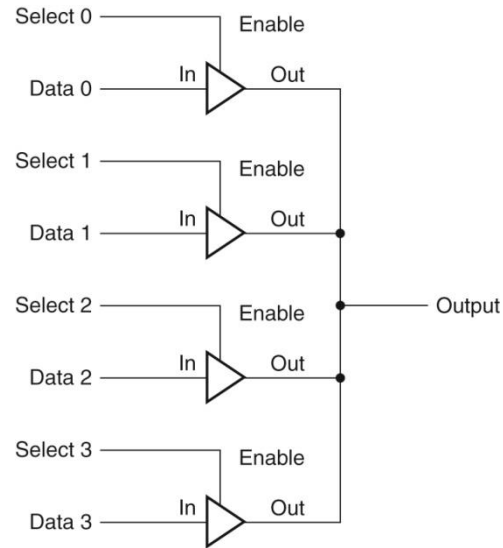 Select 0
Enable
In
Out
Data 0
Select 1
Enable
In
Out
Data 1
Select 2
Enable
Output
In
Out
Data 2
Select 3
Enable
In
Out
Data 3